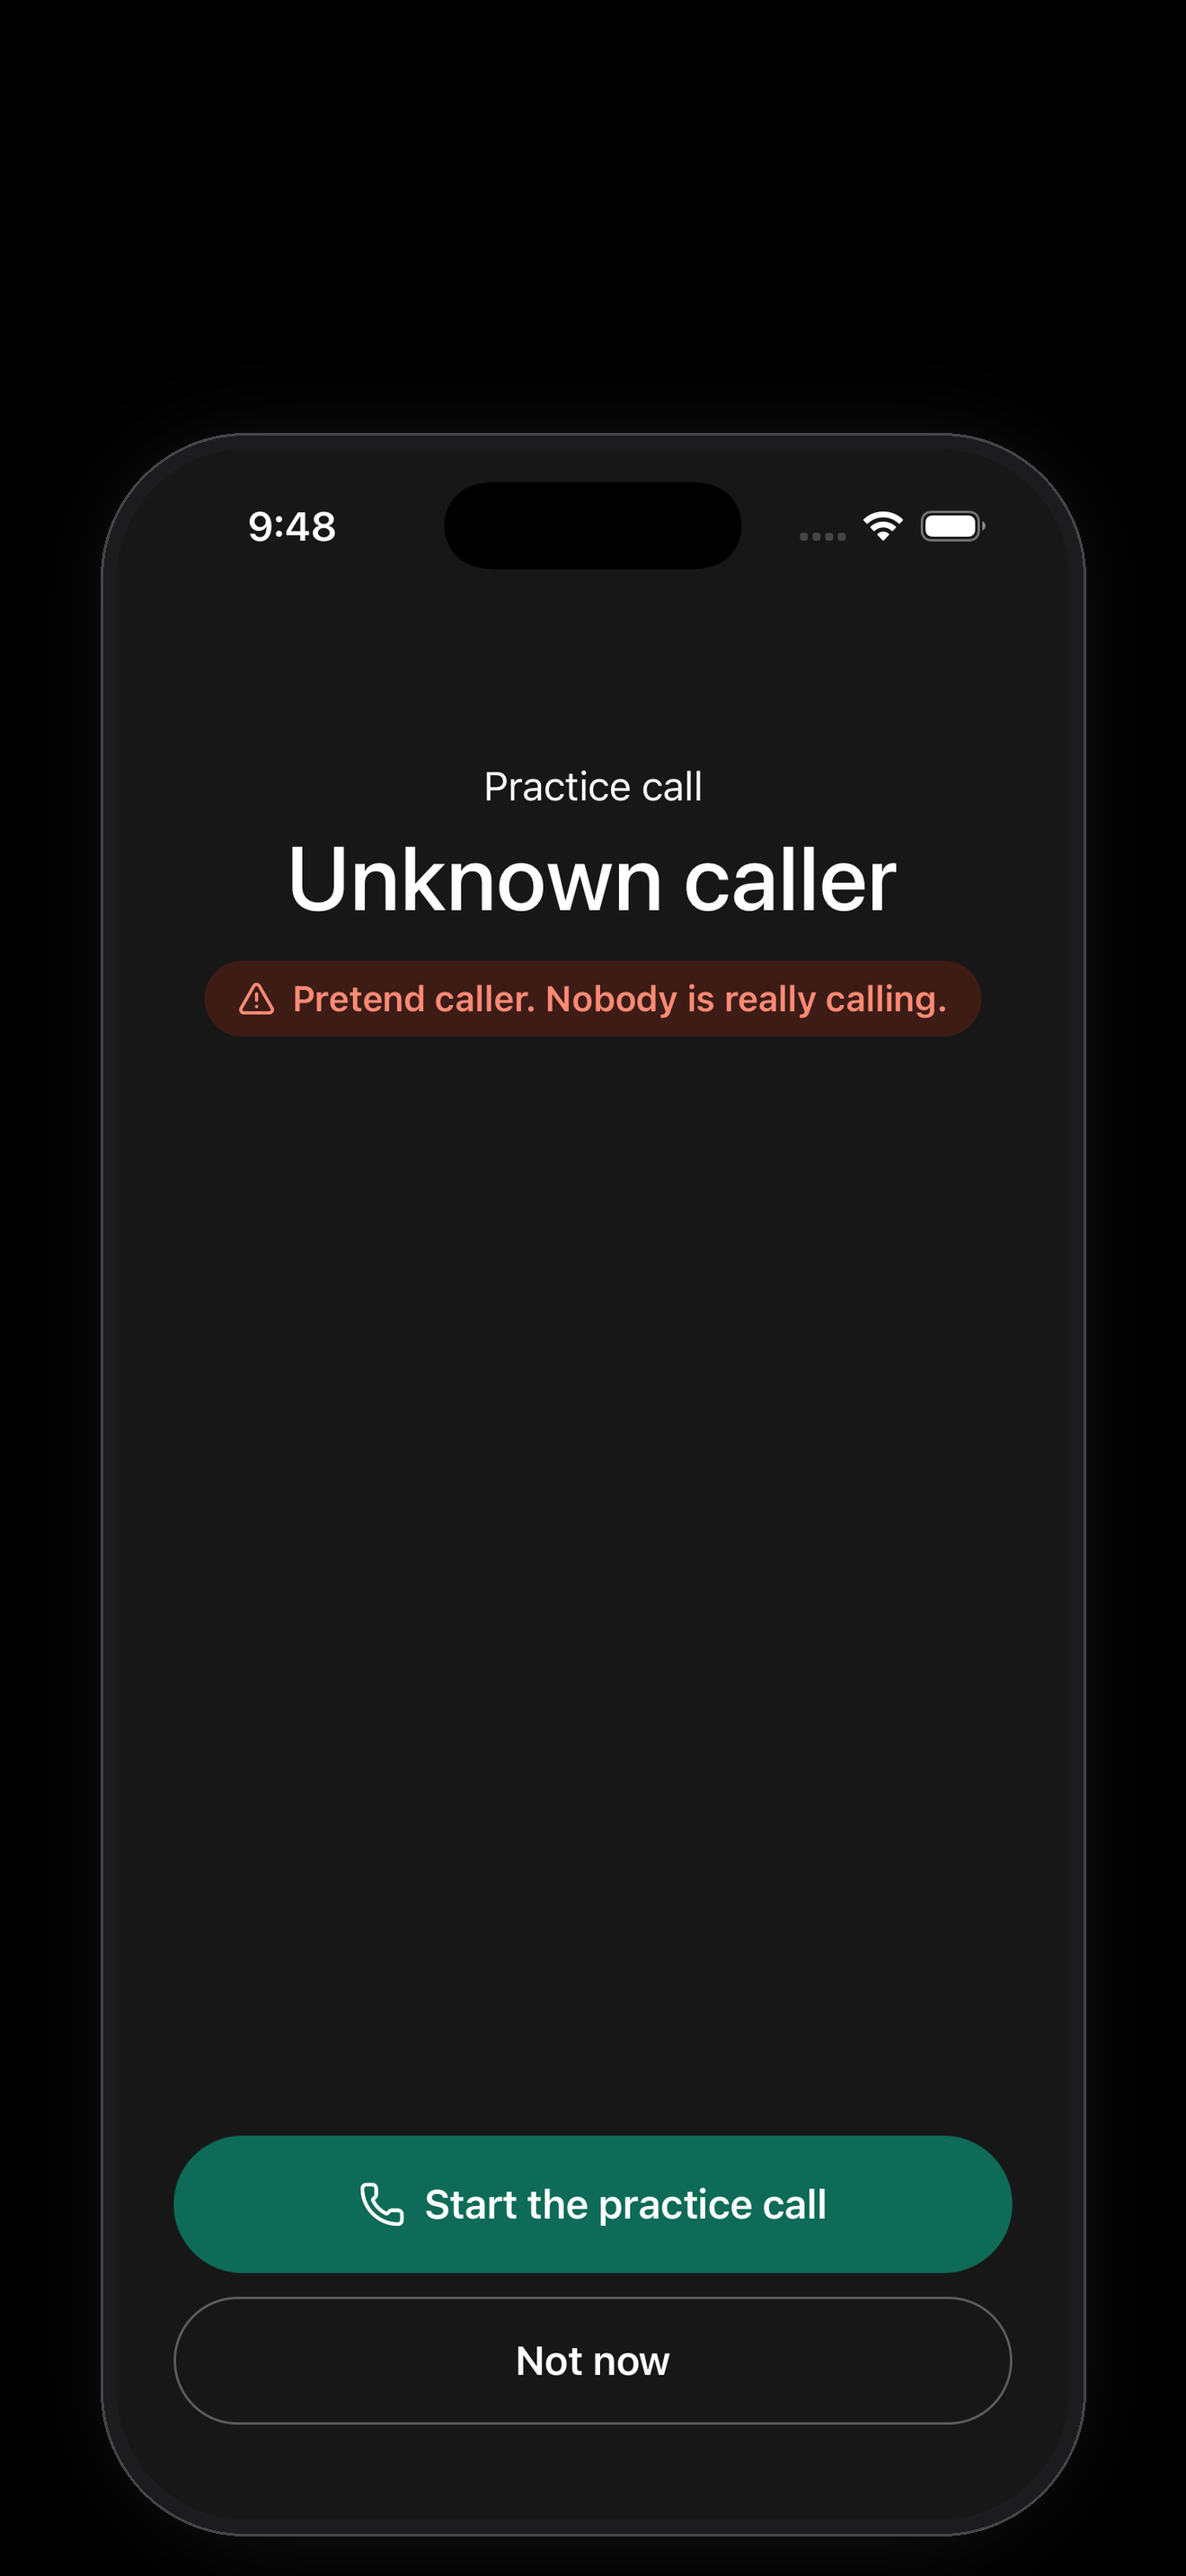 9:48
Practice call
Unknown caller
Pretend caller. Nobody is really calling.
Start the practice call
Not now